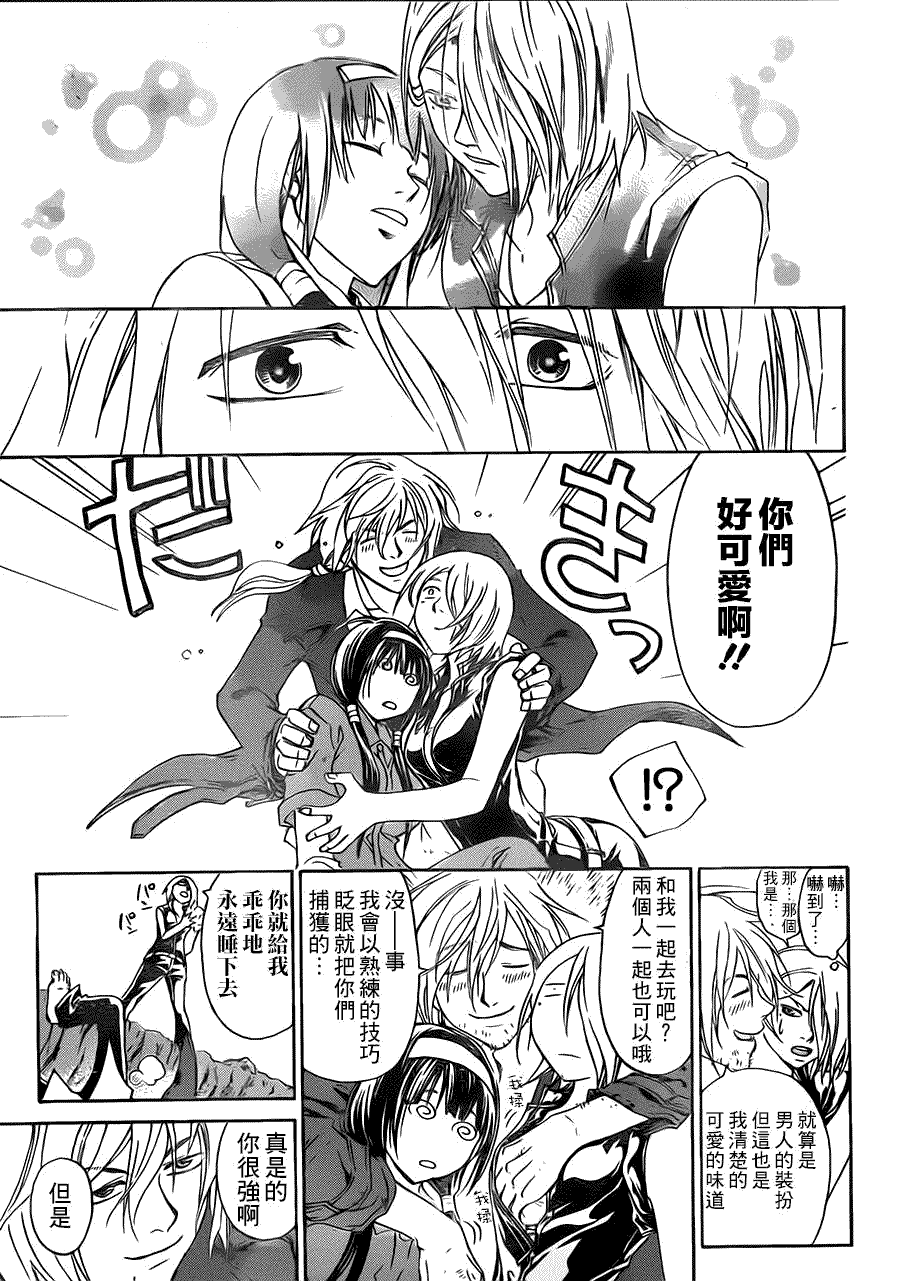 你們
好可愛啊!!
きっ
だ
!?
嚇…
嚇到了…
那…那個
我是…
就算是
男人的裝扮
但這也是
我清楚的
可愛的味道
和我一起去玩吧？
兩個人一起也可以哦
我揉
沒——事
我會以熟練的技巧
眨眼就把你們
捕獲的…
我揉
你就給我
乖乖地
永遠睡下去
パン
パン
真是的
你很強啊
但是